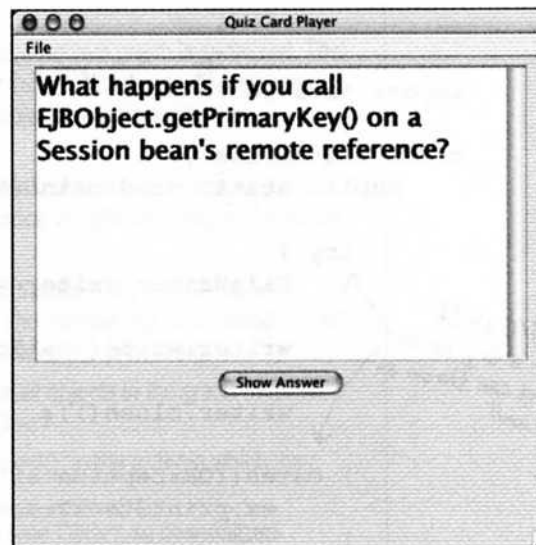 Quiz Card Player
File
What happens if you call
EJBObject.getPrimaryKey() on a
Session bean's remote reference?
Show Answer